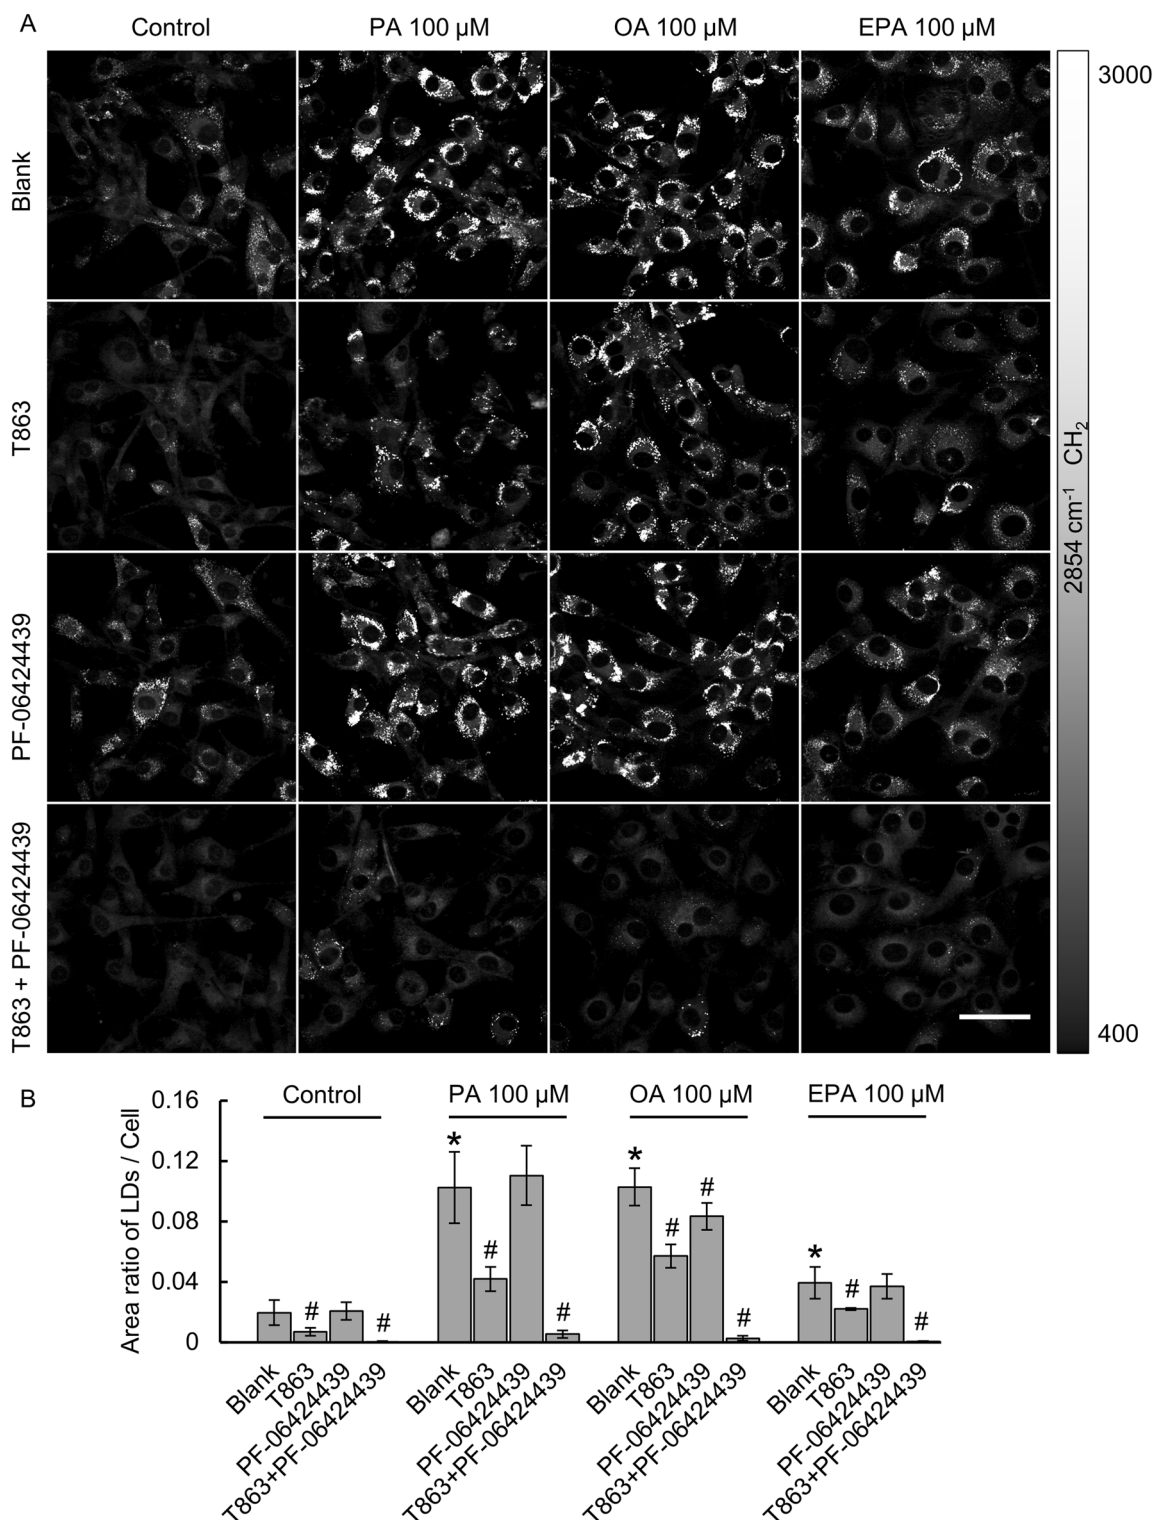 A
Control
PA 100 µM
OA 100 µM
EPA 100 µM
Blank
T863
PF-06424439
T863 + PF-06424439
3000
2854 cm⁻¹ CH₂
400
B
Control
PA 100 µM
OA 100 µM
EPA 100 µM
Area ratio of LDs / Cell
0.16
0.12
0.08
0.04
0
#
#
*
#
#
*
#
#
#
*
#
#
Blank
T863
PF-06424439
T863+PF-06424439
Blank
T863
PF-06424439
T863+PF-06424439
Blank
T863
PF-06424439
T863+PF-06424439
Blank
T863
PF-06424439
T863+PF-06424439